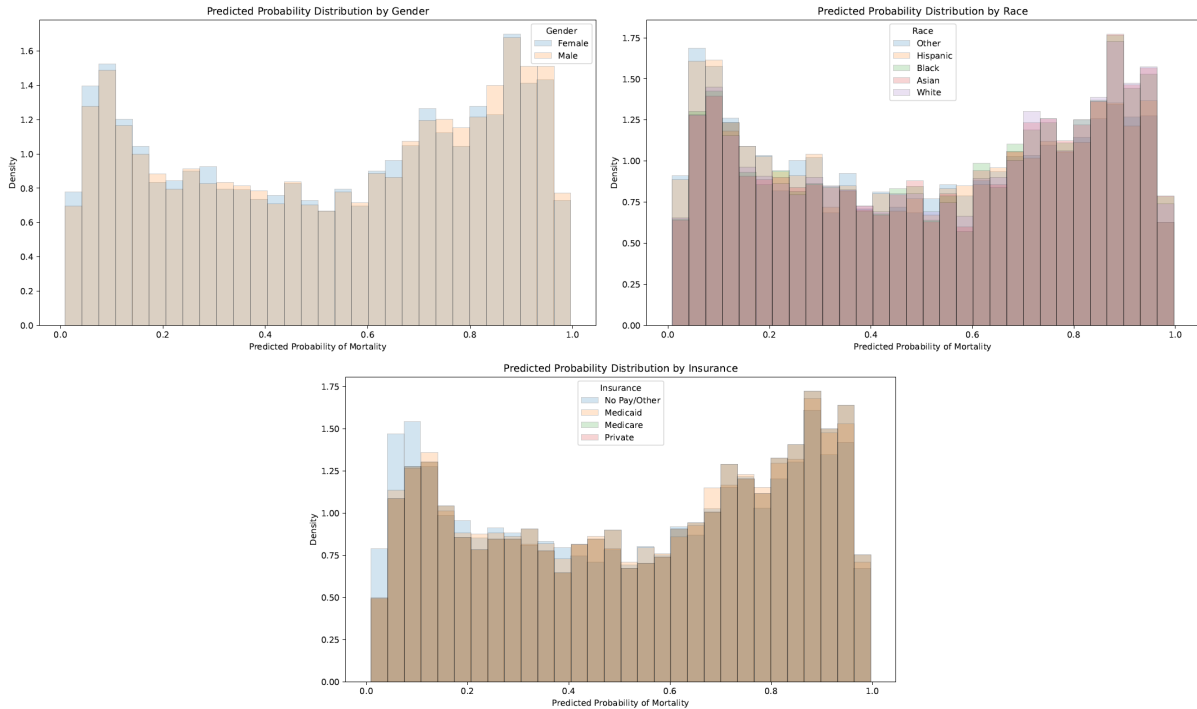 Predicted Probability Distribution by Gender
Gender
Female
Male
Density
0.0
0.2
0.4
0.6
0.8
1.0
1.2
1.4
1.6
0.0 0.2 0.4 0.6 0.8 1.0
Predicted Probability of Mortality
Predicted Probability Distribution by Race
Race
Other
Hispanic
Black
Asian
White
Density
0.00
0.25
0.50
0.75
1.00
1.25
1.50
1.75
0.0 0.2 0.4 0.6 0.8 1.0
Predicted Probability of Mortality
Predicted Probability Distribution by Insurance
Insurance
No Pay/Other
Medicaid
Medicare
Private
Density
0.00
0.25
0.50
0.75
1.00
1.25
1.50
1.75
0.0 0.2 0.4 0.6 0.8 1.0
Predicted Probability of Mortality